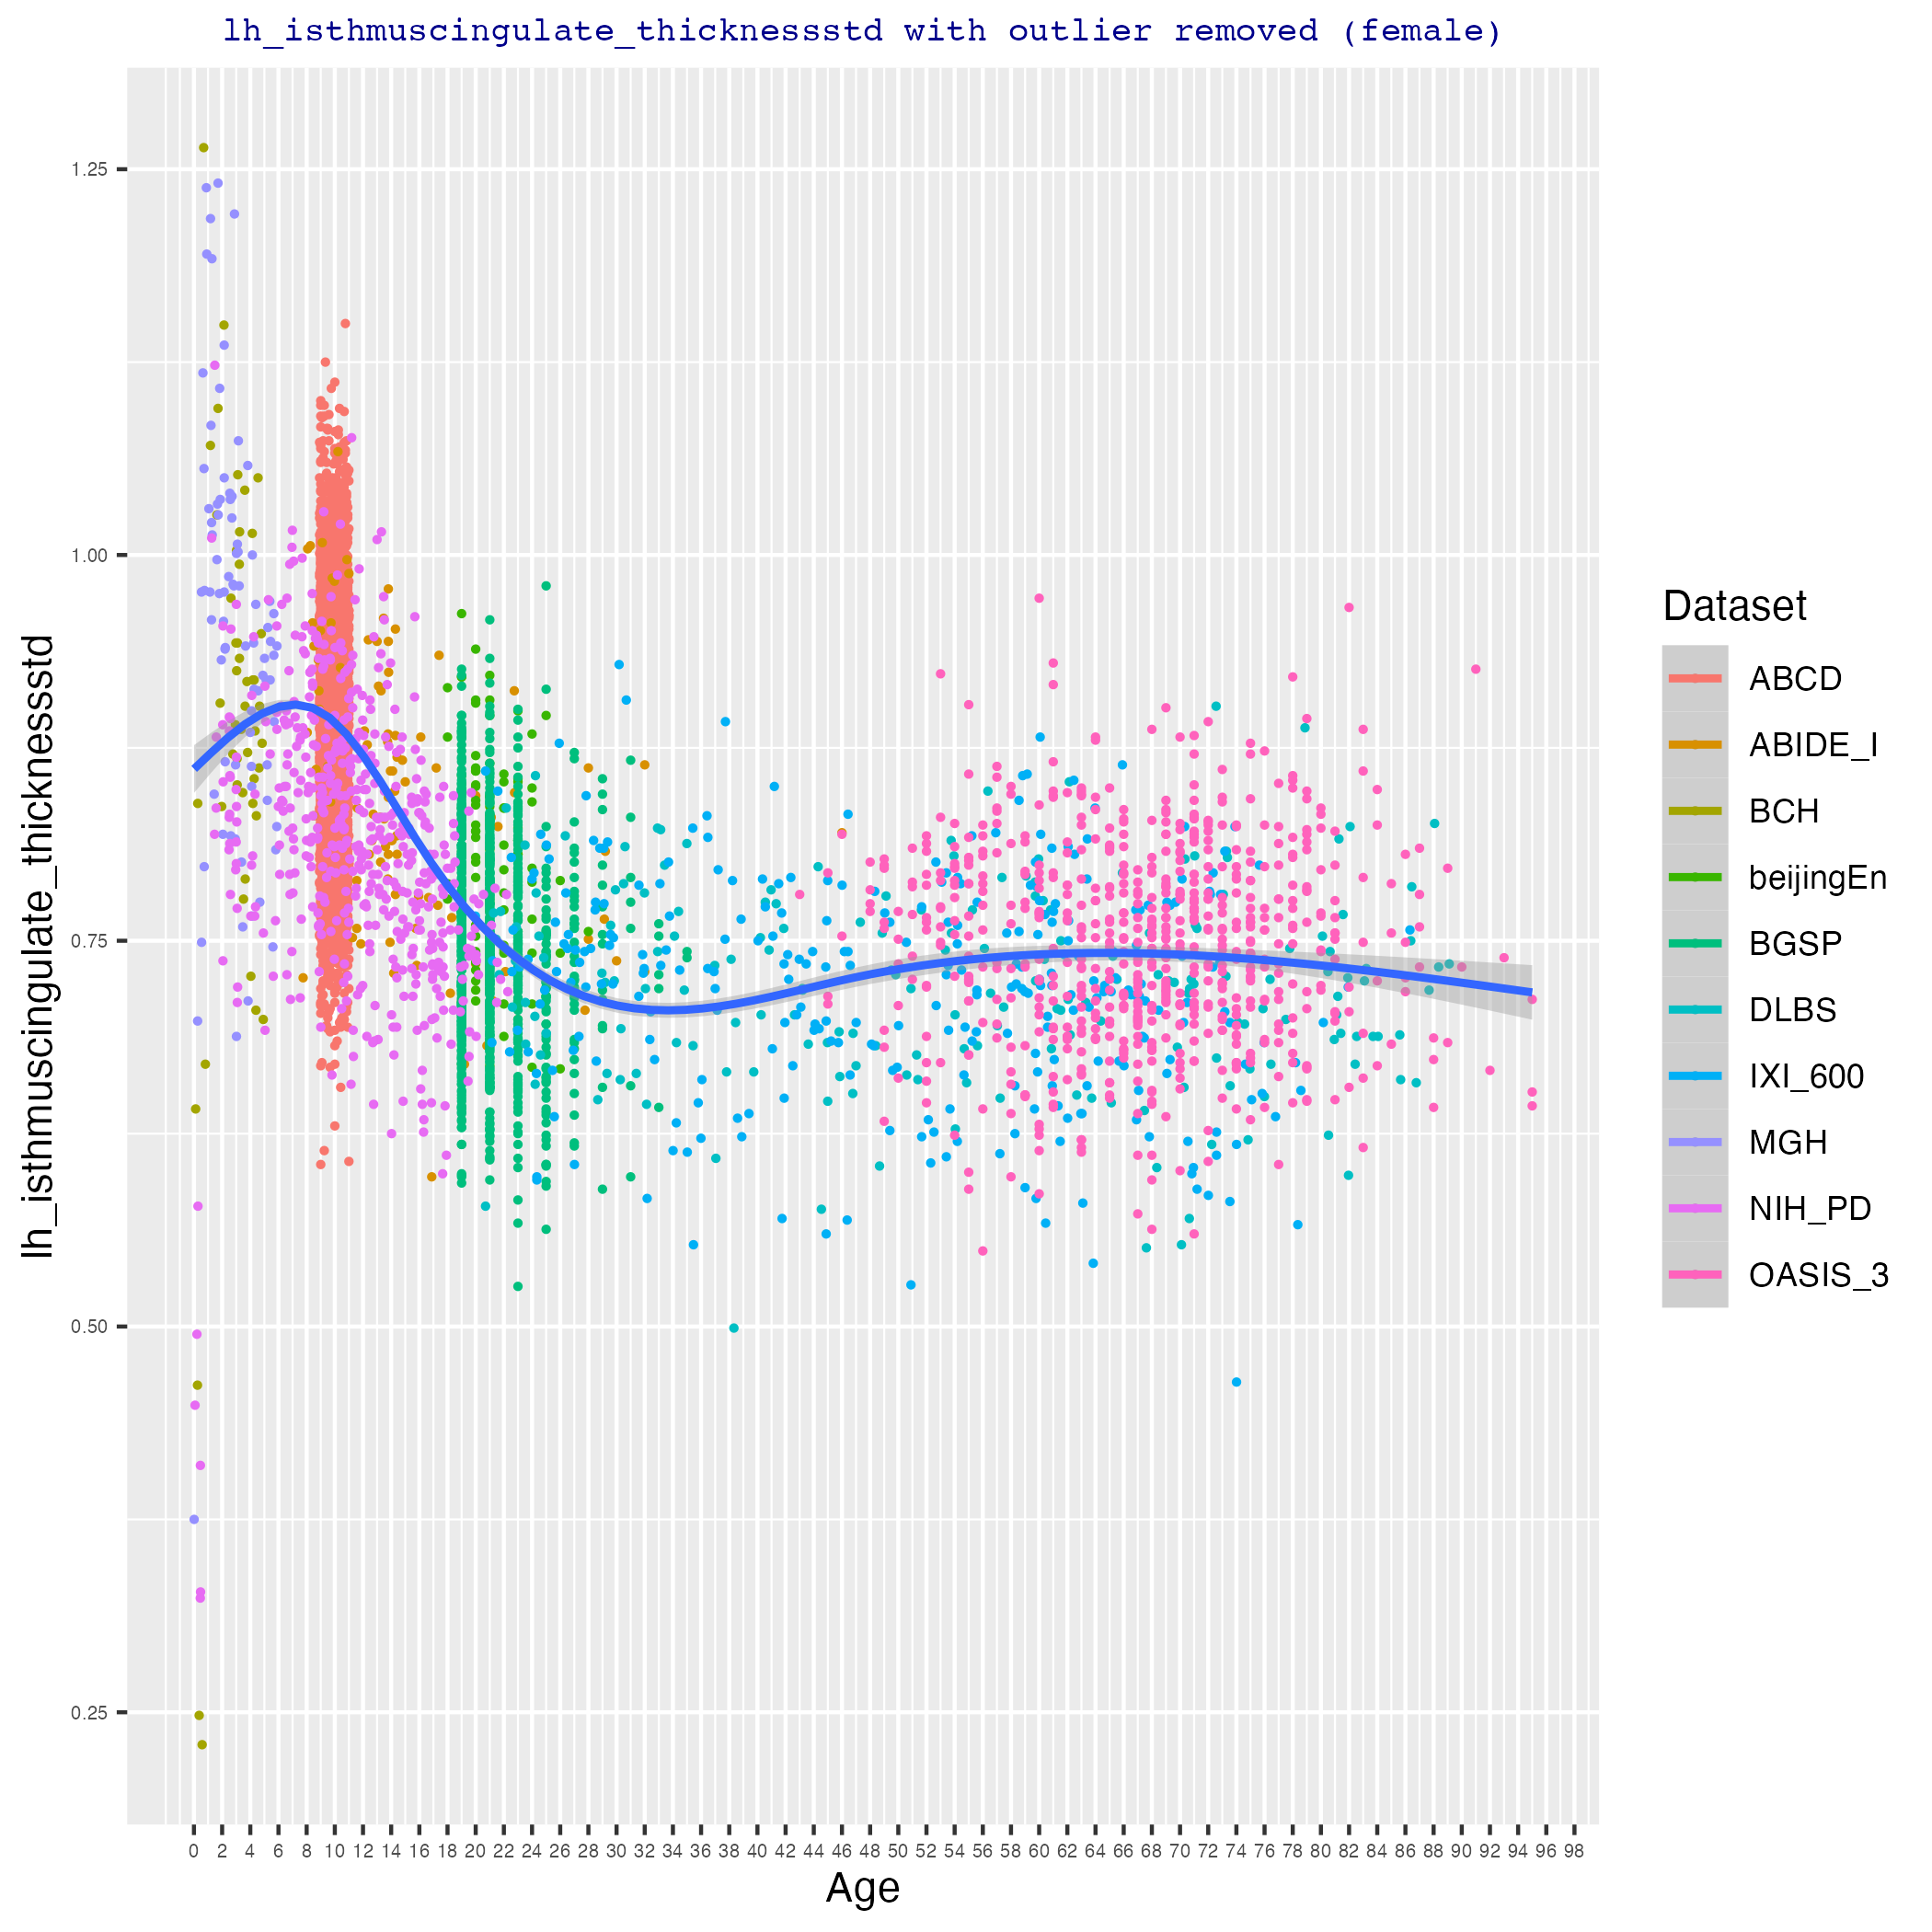 lh_isthmuscingulate_thicknessstd with outlier removed (female)
lh_isthmuscingulate_thicknessstd
1.25
1.00
0.75
0.50
0.25
0 2 4 6 8 10 12 14 16 18 20 22 24 26 28 30 32 34 36 38 40 42 44 46 48 50 52 54 56 58 60 62 64 66 68 70 72 74 76 78 80 82 84 86 88 90 92 94 96 98
Age
Dataset
ABCD
ABIDE_I
BCH
beijingEn
BGSP
DLBS
IXI_600
MGH
NIH_PD
OASIS_3